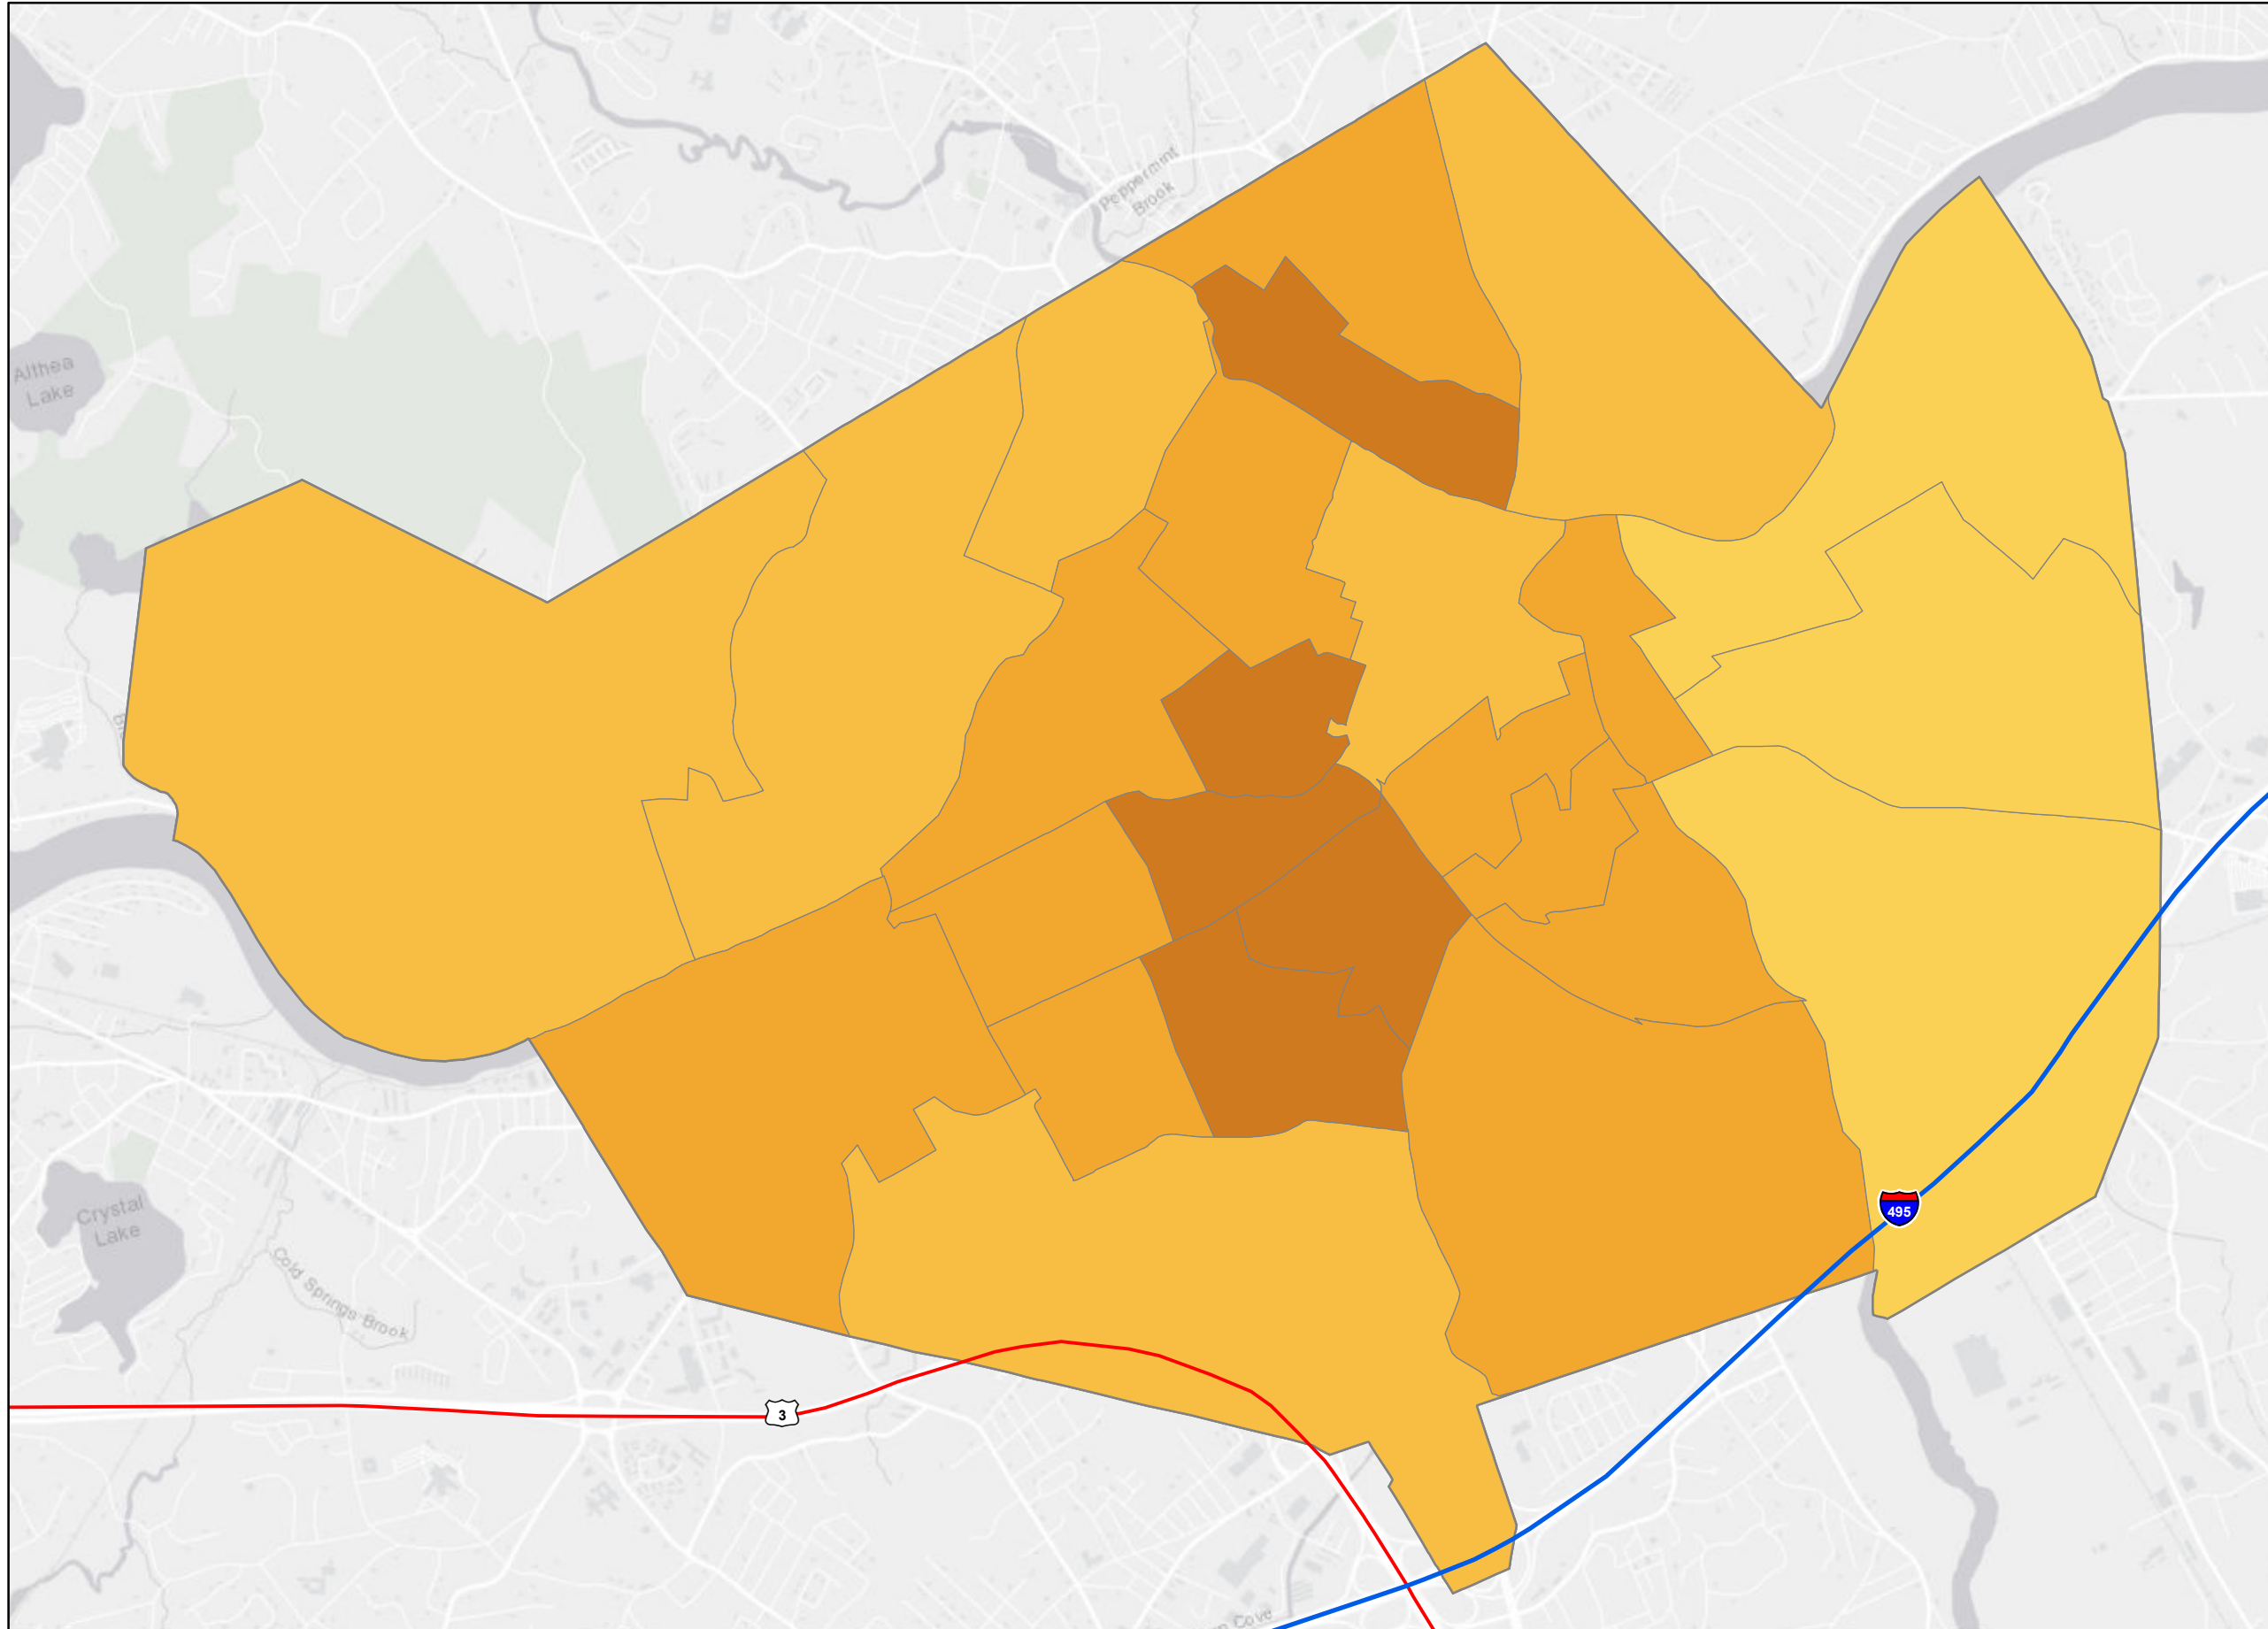 Peppermint
Brook
Althea
Lake
Crystal
Lake
Cold Springs Brook
495
3
Cove